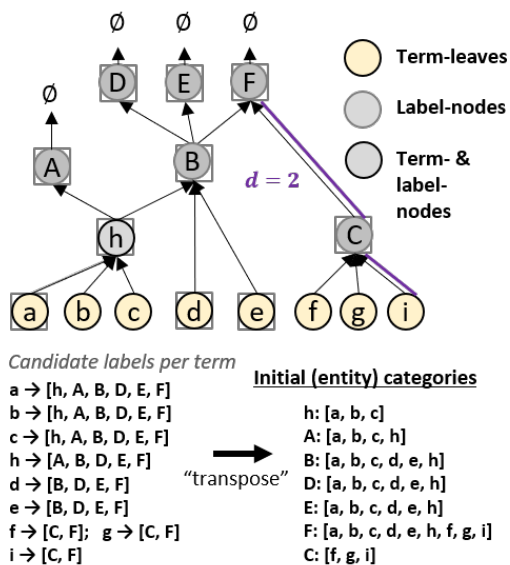 Ø Ø Ø
D E F
Term-leaves
Ø
Label-nodes
A
B
d = 2
Term- &
label-
nodes
h
C
a b c d e f g i
Candidate labels per term
Initial (entity) categories
a → [h, A, B, D, E, F]
b → [h, A, B, D, E, F]
c → [h, A, B, D, E, F]
h → [A, B, D, E, F]
d → [B, D, E, F]
e → [B, D, E, F]
f → [C, F]; g → [C, F]
i → [C, F]
“transpose”
h: [a, b, c]
A: [a, b, c, h]
B: [a, b, c, d, e, h]
D: [a, b, c, d, e, h]
E: [a, b, c, d, e, h]
F: [a, b, c, d, e, h, f, g, i]
C: [f, g, i]